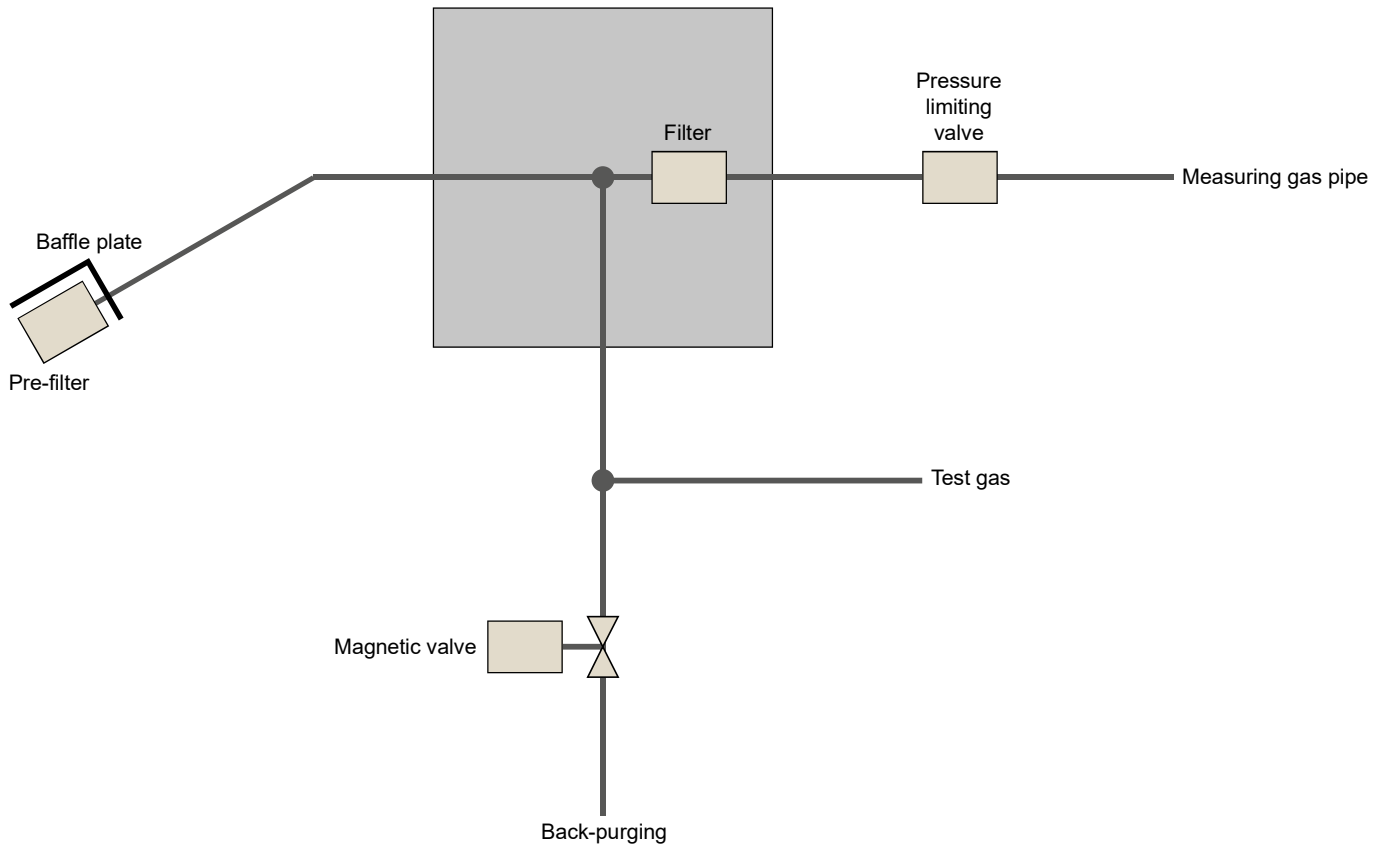 Pressure
limiting
valve
Filter
Measuring gas pipe
Baffle plate
Pre-filter
Test gas
Magnetic valve
Back-purging